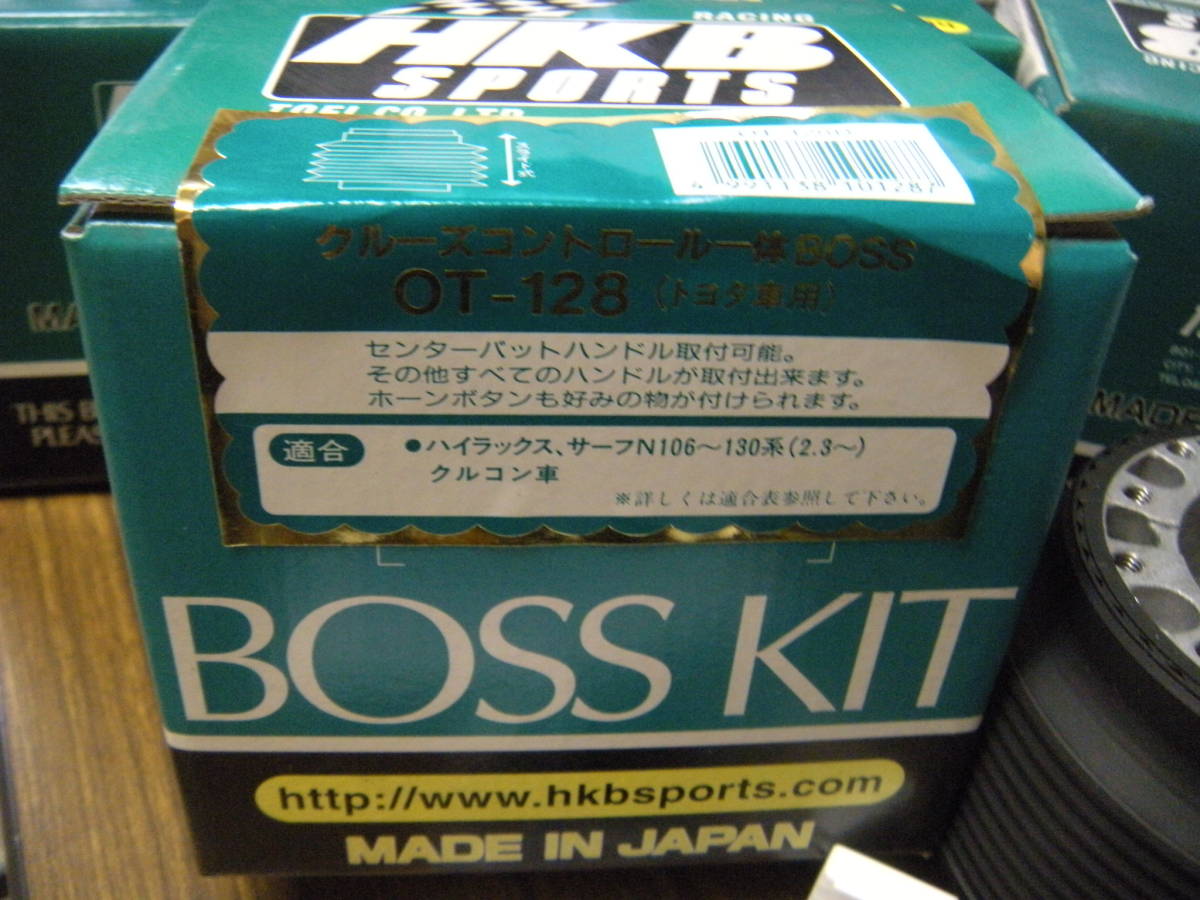 RACING
HKB
SPORTS
クルーズコントロール一体BOSS
OT-128 (トヨタ車用)
センターパットハンドル取付可能。
その他すべてのハンドルが取付出来ます。
ホーンボタンも好みの物が付けられます。
適合
●ハイラックス、サーフN106〜130系(2.3〜)
クルコン車
※詳しくは適合表参照して下さい。
BOSS KIT
http://www.hkbsports.com
MADE IN JAPAN
THIS